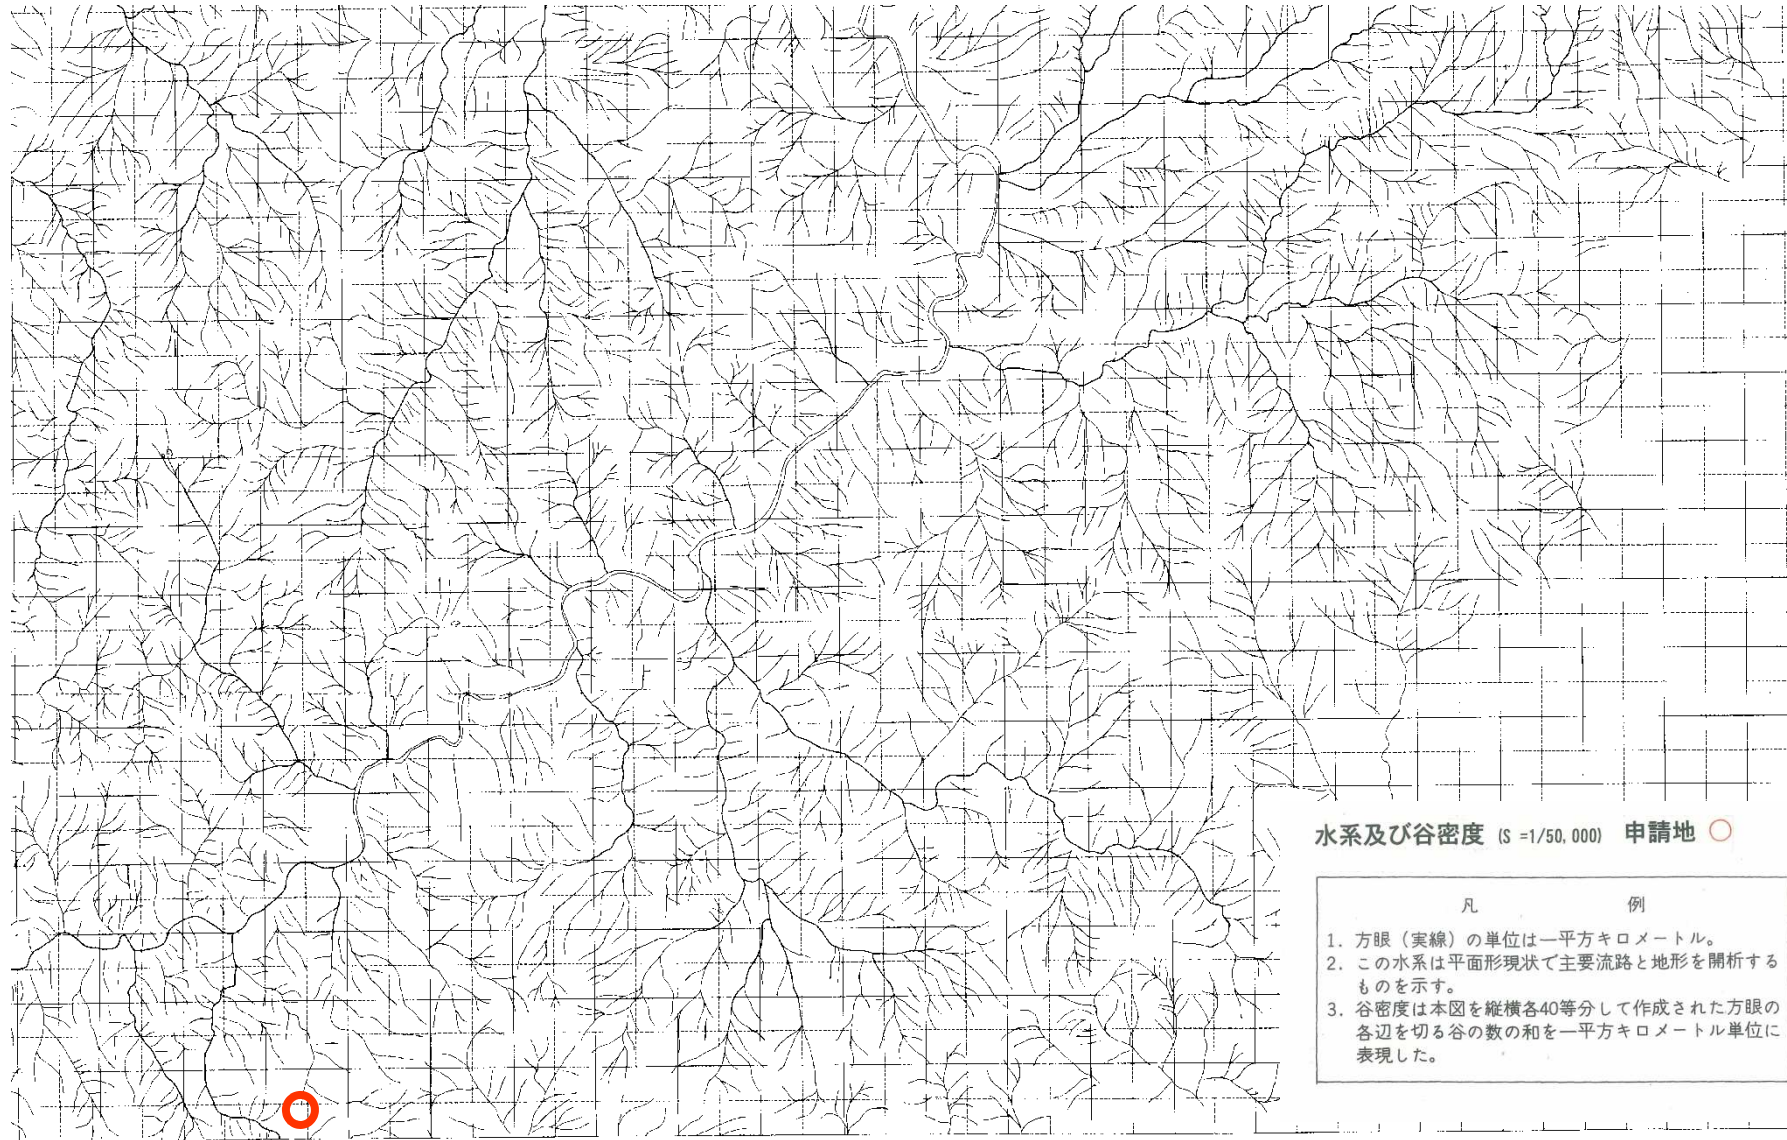 水系及び谷密度 (S =1/50,000) 申請地
凡 例
1. 方眼（実線）の単位は一平方キロメートル。
2. この水系は平面形現状で主要流路と地形を開析する
ものを示す。
3. 谷密度は本図を縦横各40等分して作成された方眼の
各辺を切る谷の数の和を一平方キロメートル単位に
表現した。